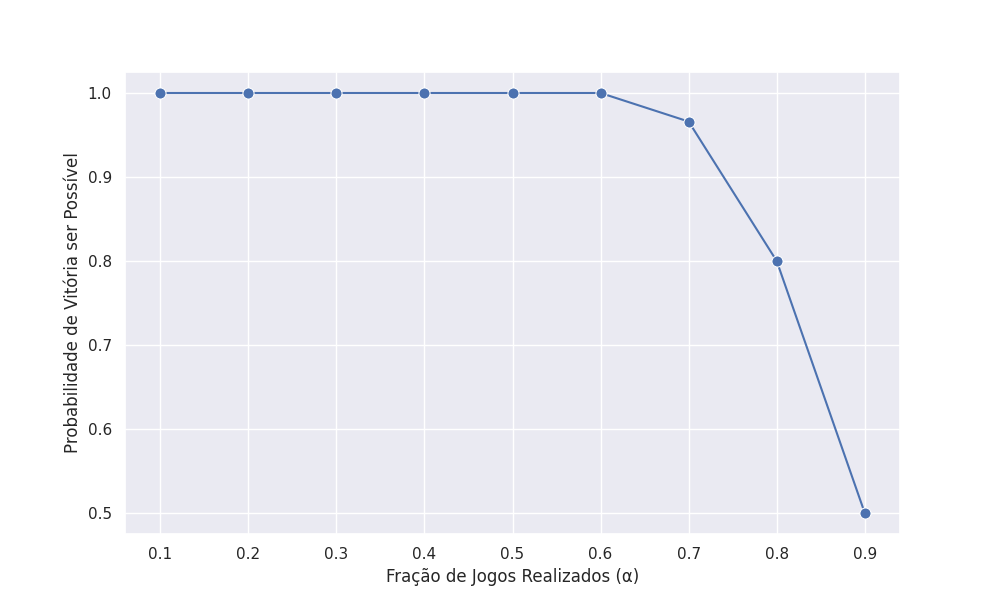 1.0
0.9
0.8
0.7
0.6
0.5
Probabilidade de Vitória ser Possível
0.1 0.2 0.3 0.4 0.5 0.6 0.7 0.8 0.9
Fração de Jogos Realizados (α)